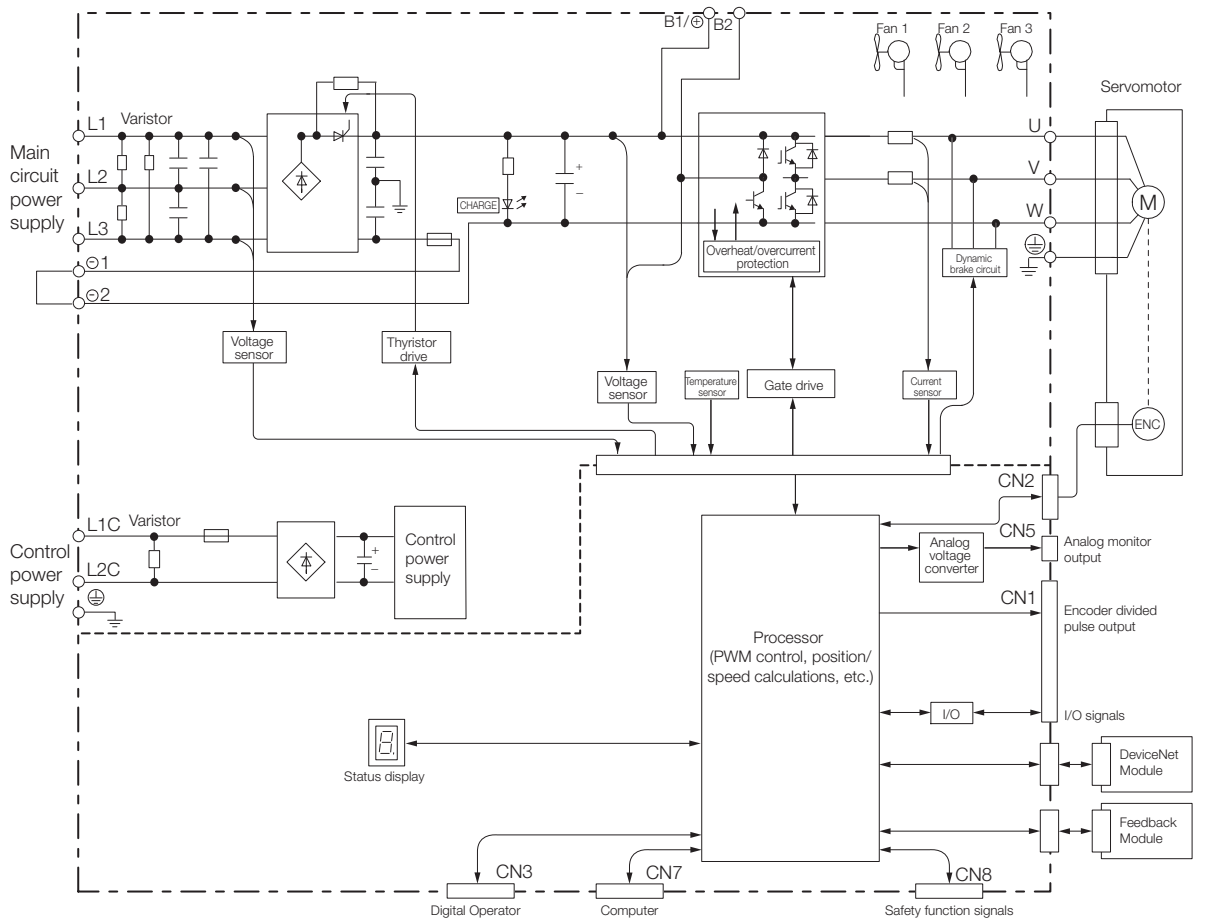 B1/⊕ B2
Fan 1 Fan 2 Fan 3
Servomotor
Varistor
L1
L2
L3
Main
circuit
power
supply
⊖1
⊖2
CHARGE
+
–
Overheat/overcurrent
protection
U
V
W
M
Dynamic
brake circuit
Voltage
sensor
Thyristor
drive
Voltage
sensor
Temperature
sensor
Gate drive
Current
sensor
ENC
CN2
L1C
Varistor
L2C
Control
power
supply
+
–
Control
power
supply
Analog
voltage
converter
CN5
Analog monitor
output
CN1
Encoder divided
pulse output
Processor
(PWM control, position/
speed calculations, etc.)
I/O
I/O signals
8.
Status display
DeviceNet
Module
Feedback
Module
CN3
CN7
CN8
Digital Operator
Computer
Safety function signals